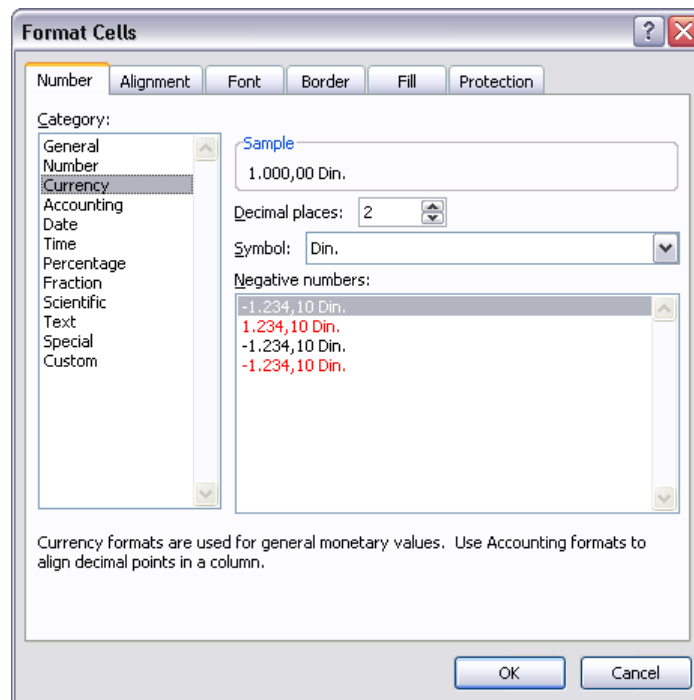 Format Cells
Number Alignment Font Border Fill Protection
Category:
General
Number
Currency
Accounting
Date
Time
Percentage
Fraction
Scientific
Text
Special
Custom
Sample
1.000,00 Din.
Decimal places: 2
Symbol: Din.
Negative numbers:
-1.234,10 Din.
1.234,10 Din.
-1.234,10 Din.
-1.234,10 Din.
Currency formats are used for general monetary values. Use Accounting formats to
align decimal points in a column.
OK Cancel